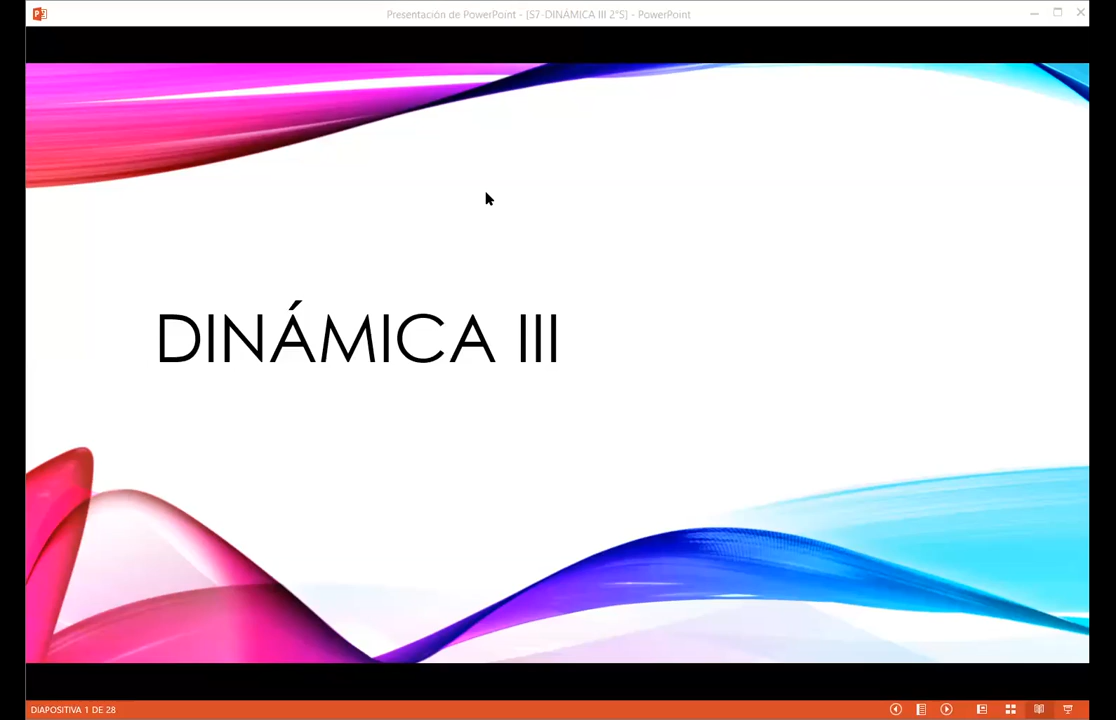 Presentación de PowerPoint - [S7-DINÁMICA III 2°S] - PowerPoint
DINÁMICA III
DIAPOSITIVA 1 DE 28